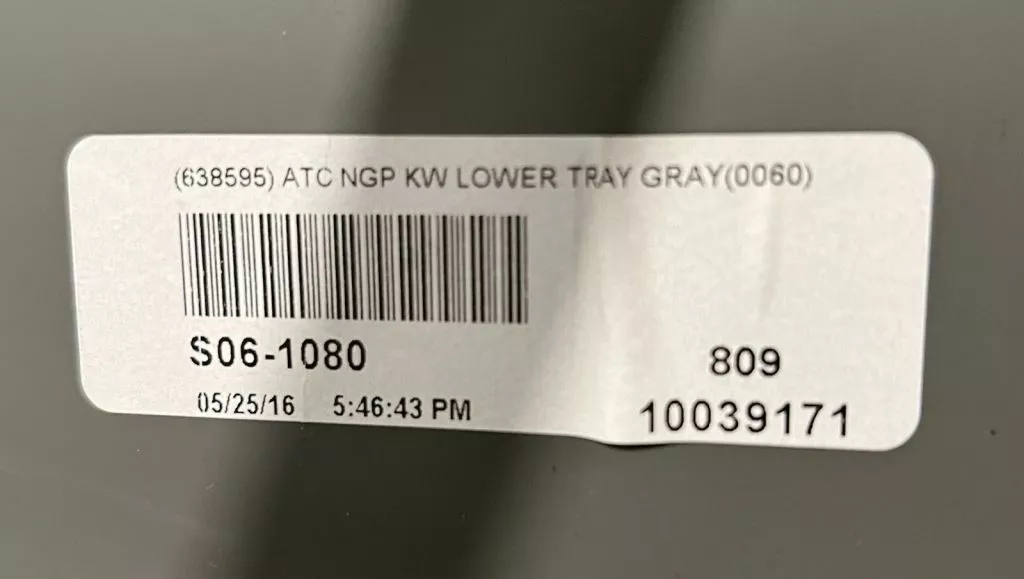 (638595) ATC NGP KW LOWER TRAY GRAY(0060)
S06-1080
809
05/25/16 5:46:43 PM
10039171